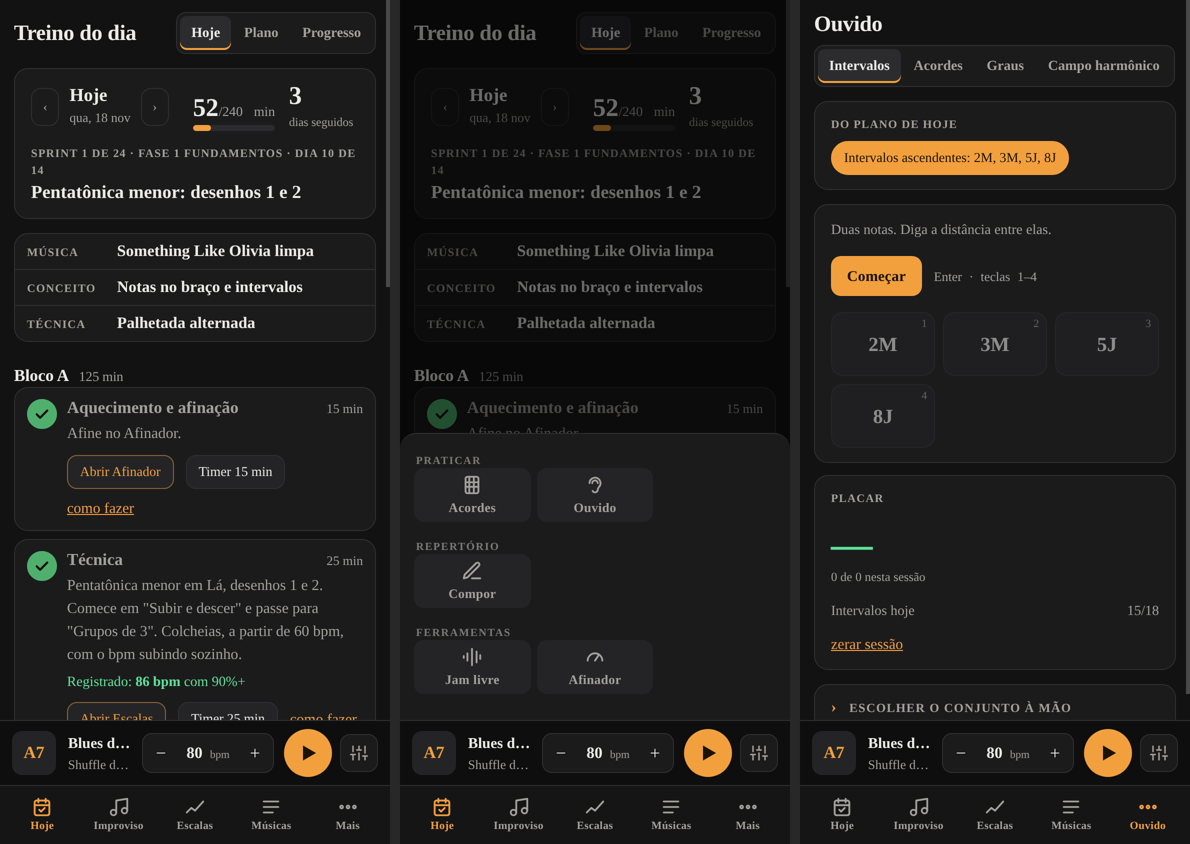 Treino do dia
Hoje Plano Progresso
‹ Hoje ›
qua, 18 nov
52/240 min
3
dias seguidos
SPRINT 1 DE 24 · FASE 1 FUNDAMENTOS · DIA 10 DE
14
Pentatônica menor: desenhos 1 e 2
MÚSICA Something Like Olivia limpa
CONCEITO Notas no braço e intervalos
TÉCNICA Palhetada alternada
Bloco A 125 min
Aquecimento e afinação 15 min
Afine no Afinador.
Abrir Afinador Timer 15 min
como fazer
Técnica 25 min
Pentatônica menor em Lá, desenhos 1 e 2.
Comece em "Subir e descer" e passe para
"Grupos de 3". Colcheias, a partir de 60 bpm,
com o bpm subindo sozinho.
Registrado: 86 bpm com 90%+
Abrir Escalas Timer 25 min como fazer
A7 Blues d… − 80 bpm +
Shuffle d…
Hoje Improviso Escalas Músicas Mais
Treino do dia
Hoje Plano Progresso
‹ Hoje ›
qua, 18 nov
52/240 min
3
dias seguidos
SPRINT 1 DE 24 · FASE 1 FUNDAMENTOS · DIA 10 DE
14
Pentatônica menor: desenhos 1 e 2
MÚSICA Something Like Olivia limpa
CONCEITO Notas no braço e intervalos
TÉCNICA Palhetada alternada
Bloco A 125 min
Aquecimento e afinação 15 min
Afine no Afinador.
PRATICAR
Acordes Ouvido
REPERTÓRIO
Compor
FERRAMENTAS
Jam livre Afinador
A7 Blues d… − 80 bpm +
Shuffle d…
Hoje Improviso Escalas Músicas Mais
Ouvido
Intervalos Acordes Graus Campo harmônico
DO PLANO DE HOJE
Intervalos ascendentes: 2M, 3M, 5J, 8J
Duas notas. Diga a distância entre elas.
Começar Enter · teclas 1–4
2M 1
3M 2
5J 3
8J 4
PLACAR
—
0 de 0 nesta sessão
Intervalos hoje 15/18
zerar sessão
› ESCOLHER O CONJUNTO À MÃO
A7 Blues d… − 80 bpm +
Shuffle d…
Hoje Improviso Escalas Músicas Ouvido